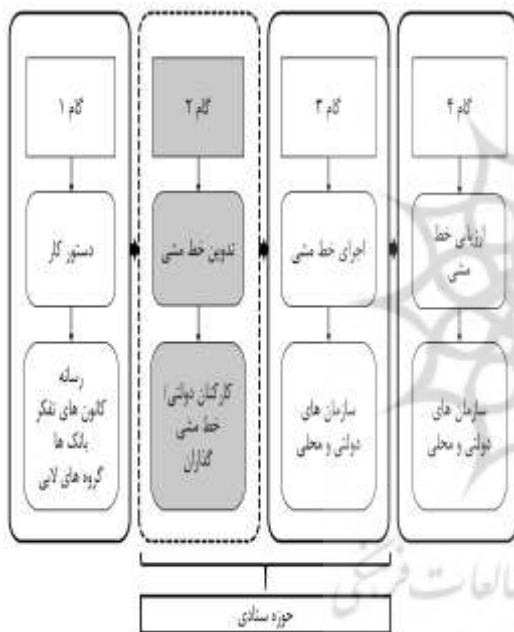 گام ۱
گام ۲
گام ۳
گام ۴
دستور کار
تدوین خط مشی
اجرای خط مشی
ارزیابی خط
مشی
رسانه
کانون های تفکر
بانک ها
گروه های لابی
کارکنان دولتی/
خط مشی
گذاران
سازمان های
دولتی و محلی
سازمان های
دولتی و محلی
حوزه ستادی